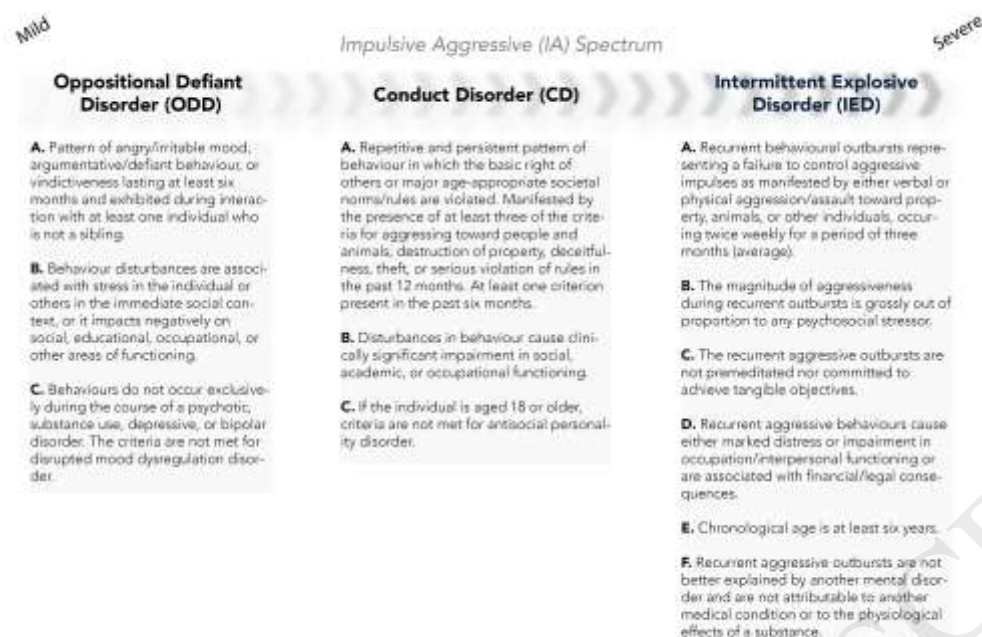 Mild
Severe
Impulsive Aggressive (IA) Spectrum
Oppositional Defiant
Disorder (ODD)
A. Pattern of angry/irritable mood,
argumentative/defiant behaviour, or
vindictiveness lasting at least six
months and exhibited during interac-
tion with at least one individual who
is not a sibling.
B. Behaviour disturbances are associ-
ated with stress in the individual or
others in the immediate social con-
text, or it impacts negatively on
social, educational, occupational, or
other areas of functioning.
C. Behaviours do not occur exclusive-
ly during the course of a psychotic,
substance use, depressive, or bipolar
disorder. The criteria are not met for
disrupted mood dysregulation disor-
der.
Conduct Disorder (CD)
A. Repetitive and persistent pattern of
behaviour in which the basic right of
others or major age-appropriate societal
norms/rules are violated. Manifested by
the presence of at least three of the crite-
ria for aggressing toward people and
animals, destruction of property, deceitful-
ness, theft, or serious violation of rules in
the past 12 months. At least one criterion
present in the past six months.
B. Disturbances in behaviour cause clini-
cally significant impairment in social,
academic, or occupational functioning.
C. If the individual is aged 18 or older,
criteria are not met for antisocial personal-
ity disorder.
Intermittent Explosive
Disorder (IED)
A. Recurrent behavioural outbursts repre-
senting a failure to control aggressive
impulses as manifested by either verbal or
physical aggression/assault toward prop-
erty, animals, or other individuals, occur-
ing twice weekly for a period of three
months (average).
B. The magnitude of aggressiveness
during recurrent outbursts is grossly out of
proportion to any psychosocial stressor.
C. The recurrent aggressive outbursts are
not premeditated nor committed to
achieve tangible objectives.
D. Recurrent aggressive behaviours cause
either marked distress or impairment in
occupation/interpersonal functioning or
are associated with financial/legal conse-
quences.
E. Chronological age is at least six years.
F. Recurrent aggressive outbursts are not
better explained by another mental disor-
der and are not attributable to another
medical condition or to the physiological
effects of a substance.